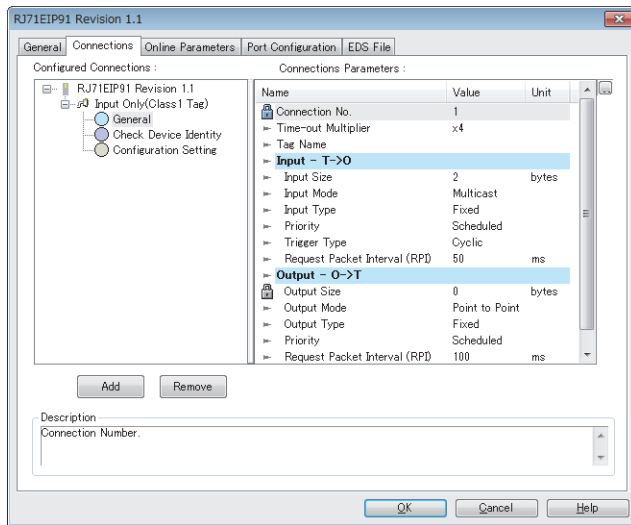 RJ71EIP91 Revision 1.1
General Connections Online Parameters Port Configuration EDS File
Configured Connections :
RJ71EIP91 Revision 1.1
Input Only(Class1 Tag)
General
Check Device Identity
Configuration Setting
Connections Parameters :
Name Value Unit
Connection No. 1
Time-out Multiplier x4
Tag Name
Input - T->O
Input Size 2 bytes
Input Mode Multicast
Input Type Fixed
Priority Scheduled
Trigger Type Cyclic
Request Packet Interval (RPI) 50 ms
Output - O->T
Output Size 0 bytes
Output Mode Point to Point
Output Type Fixed
Priority Scheduled
Request Packet Interval (RPI) 100 ms
Add Remove
Description
Connection Number.
OK Cancel Help